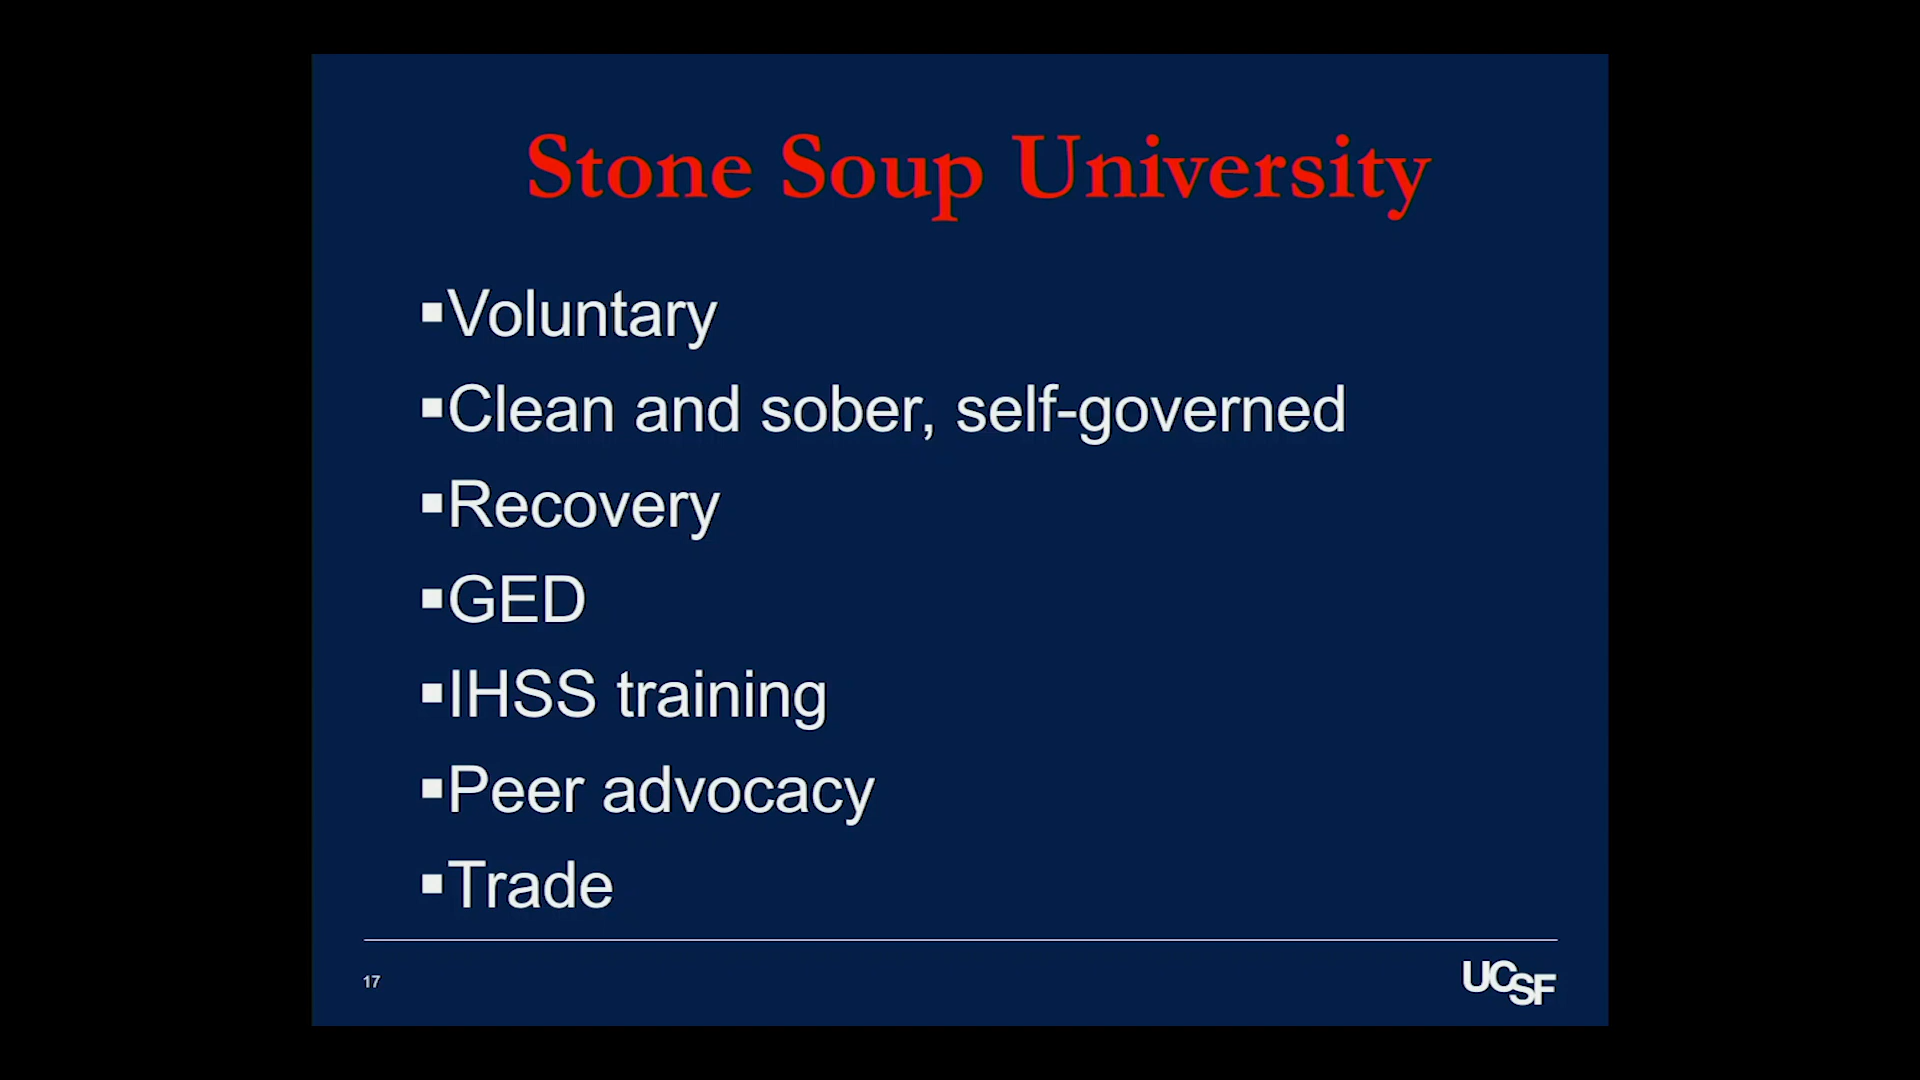 Stone Soup University
▪Voluntary
▪Clean and sober, self-governed
▪Recovery
▪GED
▪IHSS training
▪Peer advocacy
▪Trade
17
UCSF